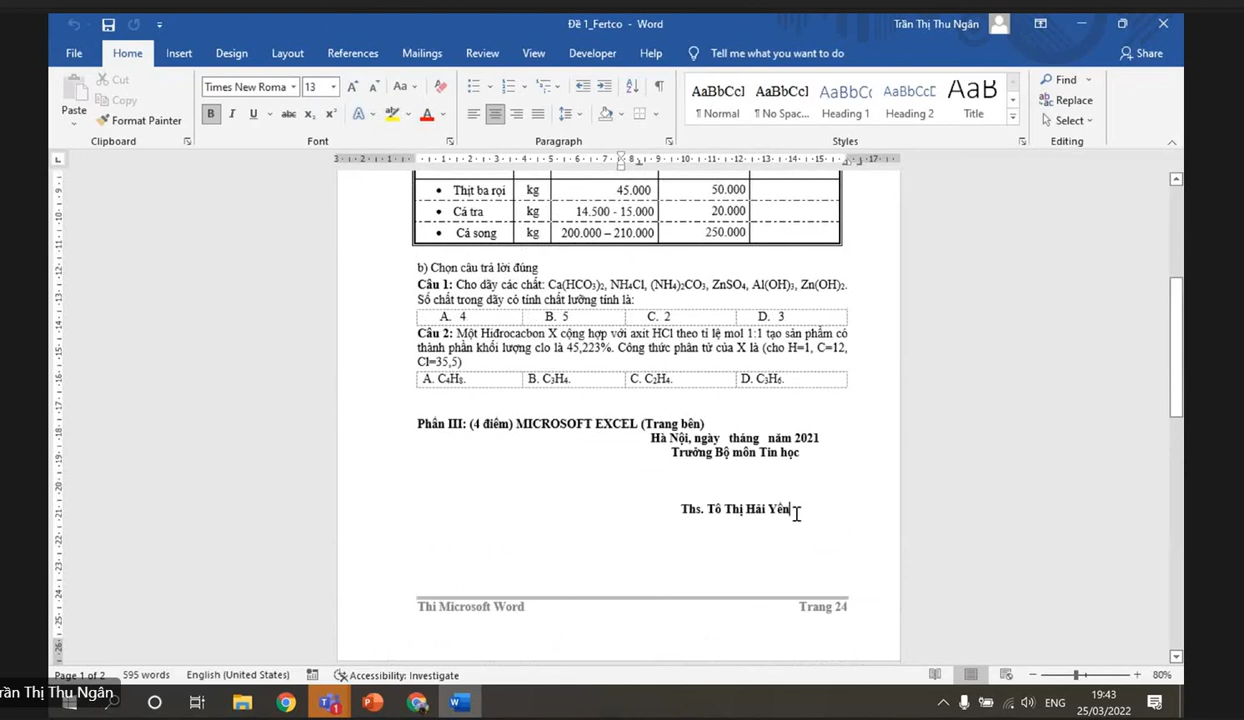 Đề 1_Fertco - Word
Trần Thị Thu Ngân
File Home Insert Design Layout References Mailings Review View Developer Help Tell me what you want to do Share
Paste
Cut
Copy
Format Painter
Times New Roma 13
B I U abc x₂ x²
AaBbCcI AaBbCcI AaBbCc AaBbCcD AaB
¶ Normal ¶ No Spac... Heading 1 Heading 2 Title
Find
Replace
Select
Clipboard Font Paragraph Styles Editing
• Thịt ba rọi kg 45.000 50.000
• Cá tra kg 14.500 - 15.000 20.000
• Cá song kg 200.000 – 210.000 250.000
b) Chọn câu trả lời đúng
Câu 1: Cho dãy các chất: Ca(HCO₃)₂, NH₄Cl, (NH₄)₂CO₃, ZnSO₄, Al(OH)₃, Zn(OH)₂.
Số chất trong dãy có tính chất lưỡng tính là:
A. 4 B. 5 C. 2 D. 3
Câu 2: Một Hiđrocacbon X cộng hợp với axit HCl theo tỉ lệ mol 1:1 tạo sản phẩm có
thành phần khối lượng clo là 45,223%. Công thức phân tử của X là (cho H=1, C=12,
Cl=35,5)
A. C₄H₈. B. C₃H₄. C. C₂H₄. D. C₃H₆.
Phần III: (4 điểm) MICROSOFT EXCEL (Trang bên)
Hà Nội, ngày tháng năm 2021
Trưởng Bộ môn Tin học
Ths. Tô Thị Hải Yến
Thi Microsoft Word Trang 24
Page 1 of 2 595 words English (United States) Accessibility: Investigate 80%
rần Thị Thu Ngân
ENG
19:43
25/03/2022